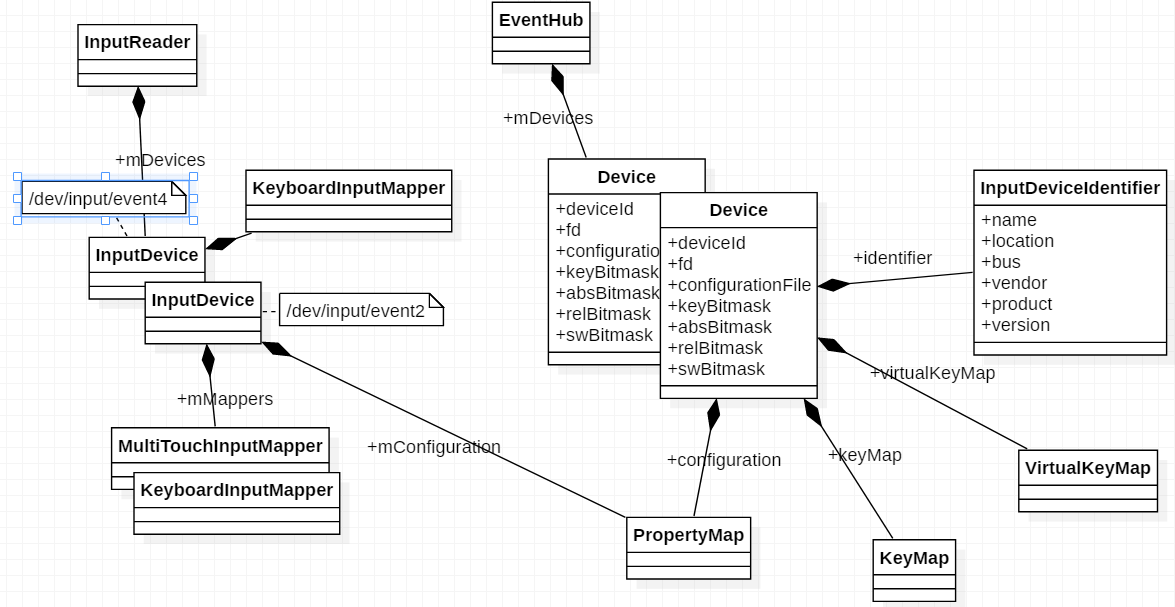 EventHub
InputReader
+mDevices
+mDevices
/dev/input/event4
KeyboardInputMapper
InputDevice
InputDevice
/dev/input/event2
+mMappers
MultiTouchInputMapper
KeyboardInputMapper
+mConfiguration
Device
+deviceId
+fd
+configuratio
+keyBitmask
+absBitmask
+relBitmask
+swBitmask
Device
+deviceId
+fd
+configurationFile
+keyBitmask
+absBitmask
+relBitmask
+swBitmask
+identifier
InputDeviceIdentifier
+name
+location
+bus
+vendor
+product
+version
+virtualKeyMap
+configuration
+keyMap
VirtualKeyMap
PropertyMap
KeyMap